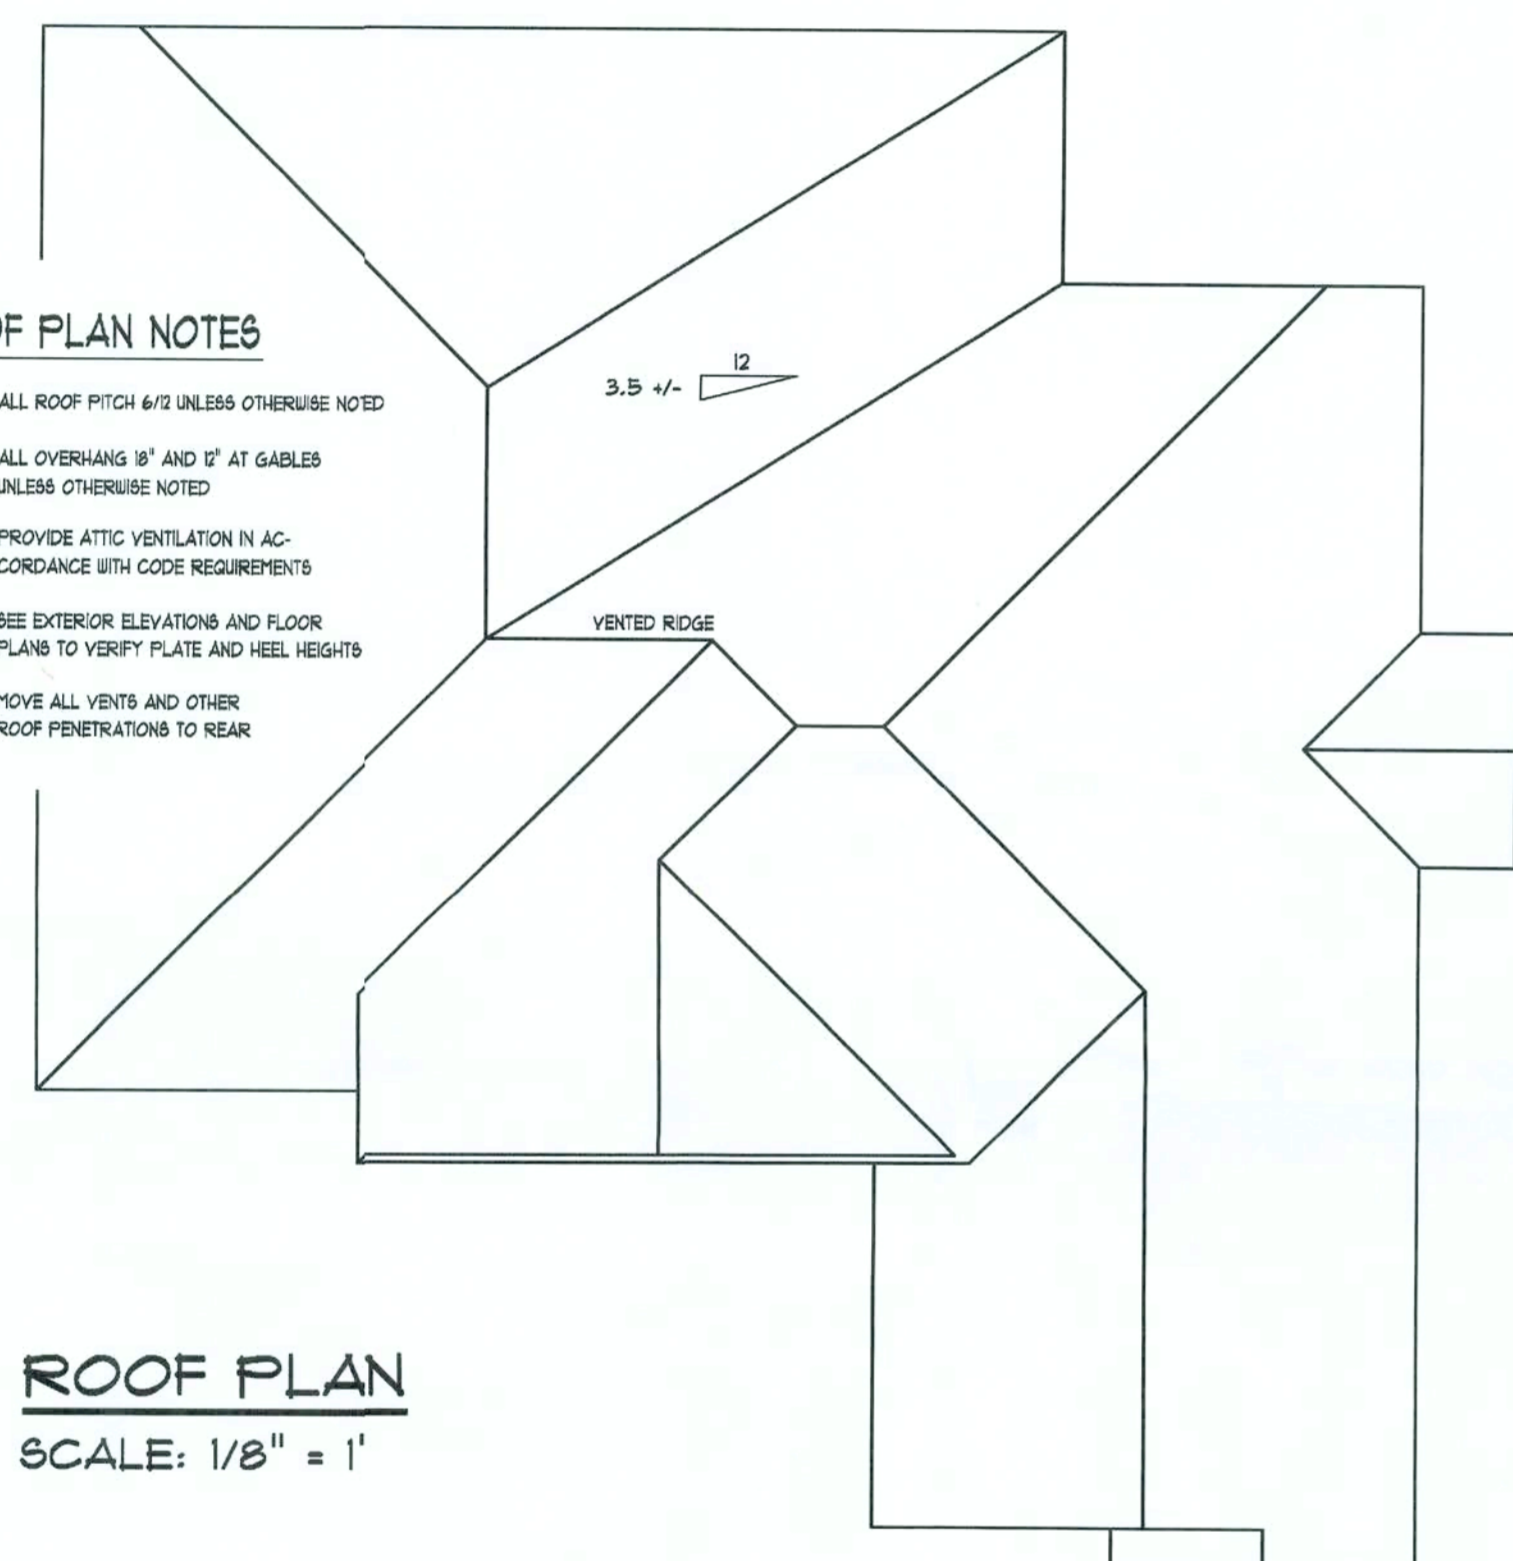 OF PLAN NOTES
ALL ROOF PITCH 6/12 UNLESS OTHERWISE NOTED
ALL OVERHANG 18" AND 12" AT GABLES
UNLESS OTHERWISE NOTED
PROVIDE ATTIC VENTILATION IN AC-
CORDANCE WITH CODE REQUIREMENTS
SEE EXTERIOR ELEVATIONS AND FLOOR
PLANS TO VERIFY PLATE AND HEEL HEIGHTS
MOVE ALL VENTS AND OTHER
ROOF PENETRATIONS TO REAR
12
3.5 +/-
VENTED RIDGE
ROOF PLAN
SCALE: 1/8" = 1'